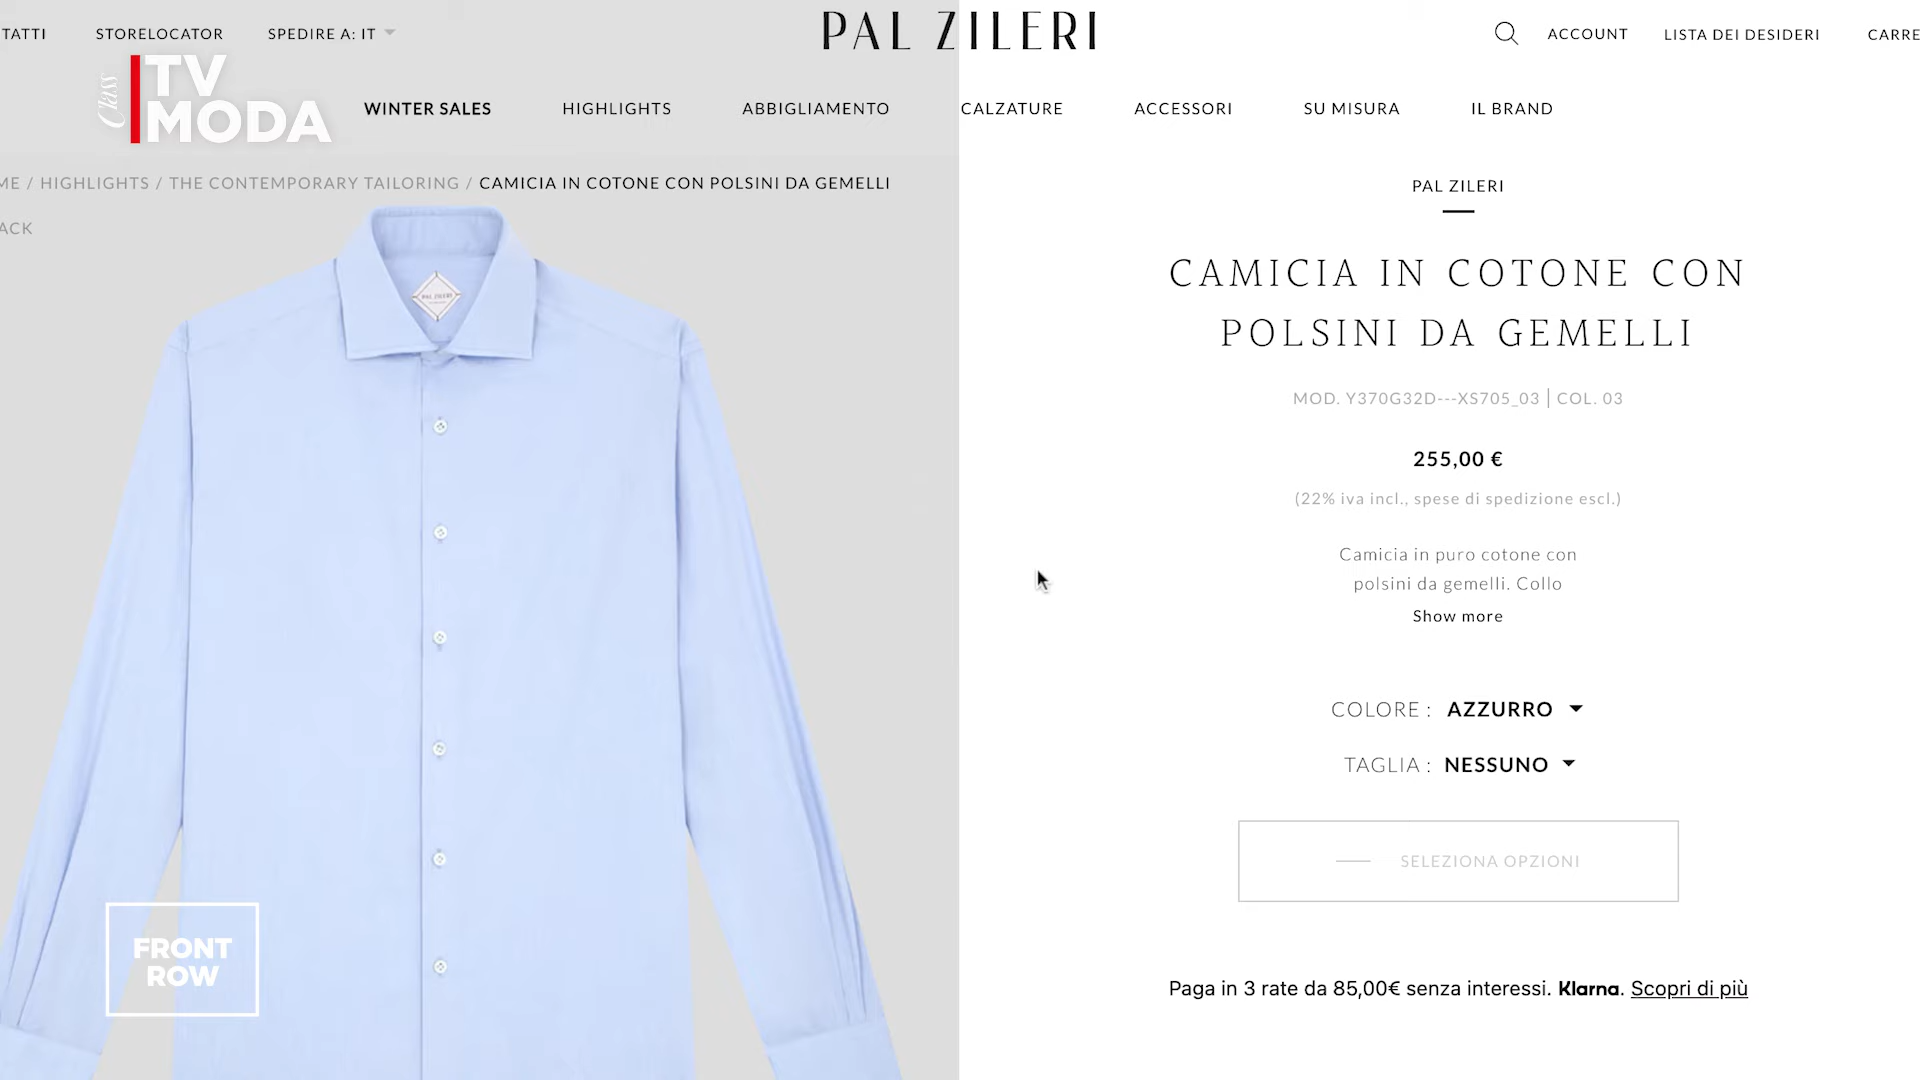 TATTI
STORELOCATOR
SPEDIRE A: IT
PAL ZILERI
ACCOUNT
LISTA DEI DESIDERI
CARRE
Class
TV
MODA
WINTER SALES
HIGHLIGHTS
ABBIGLIAMENTO
CALZATURE
ACCESSORI
SU MISURA
IL BRAND
ME / HIGHLIGHTS / THE CONTEMPORARY TAILORING / CAMICIA IN COTONE CON POLSINI DA GEMELLI
ACK
PAL ZILERI
PAL ZILERI
CAMICIA IN COTONE CON
POLSINI DA GEMELLI
MOD. Y370G32D---XS705_03 | COL. 03
255,00 €
(22% iva incl., spese di spedizione escl.)
Camicia in puro cotone con
polsini da gemelli. Collo
Show more
COLORE : AZZURRO
TAGLIA : NESSUNO
SELEZIONA OPZIONI
FRONT
ROW
Paga in 3 rate da 85,00€ senza interessi. Klarna. Scopri di più